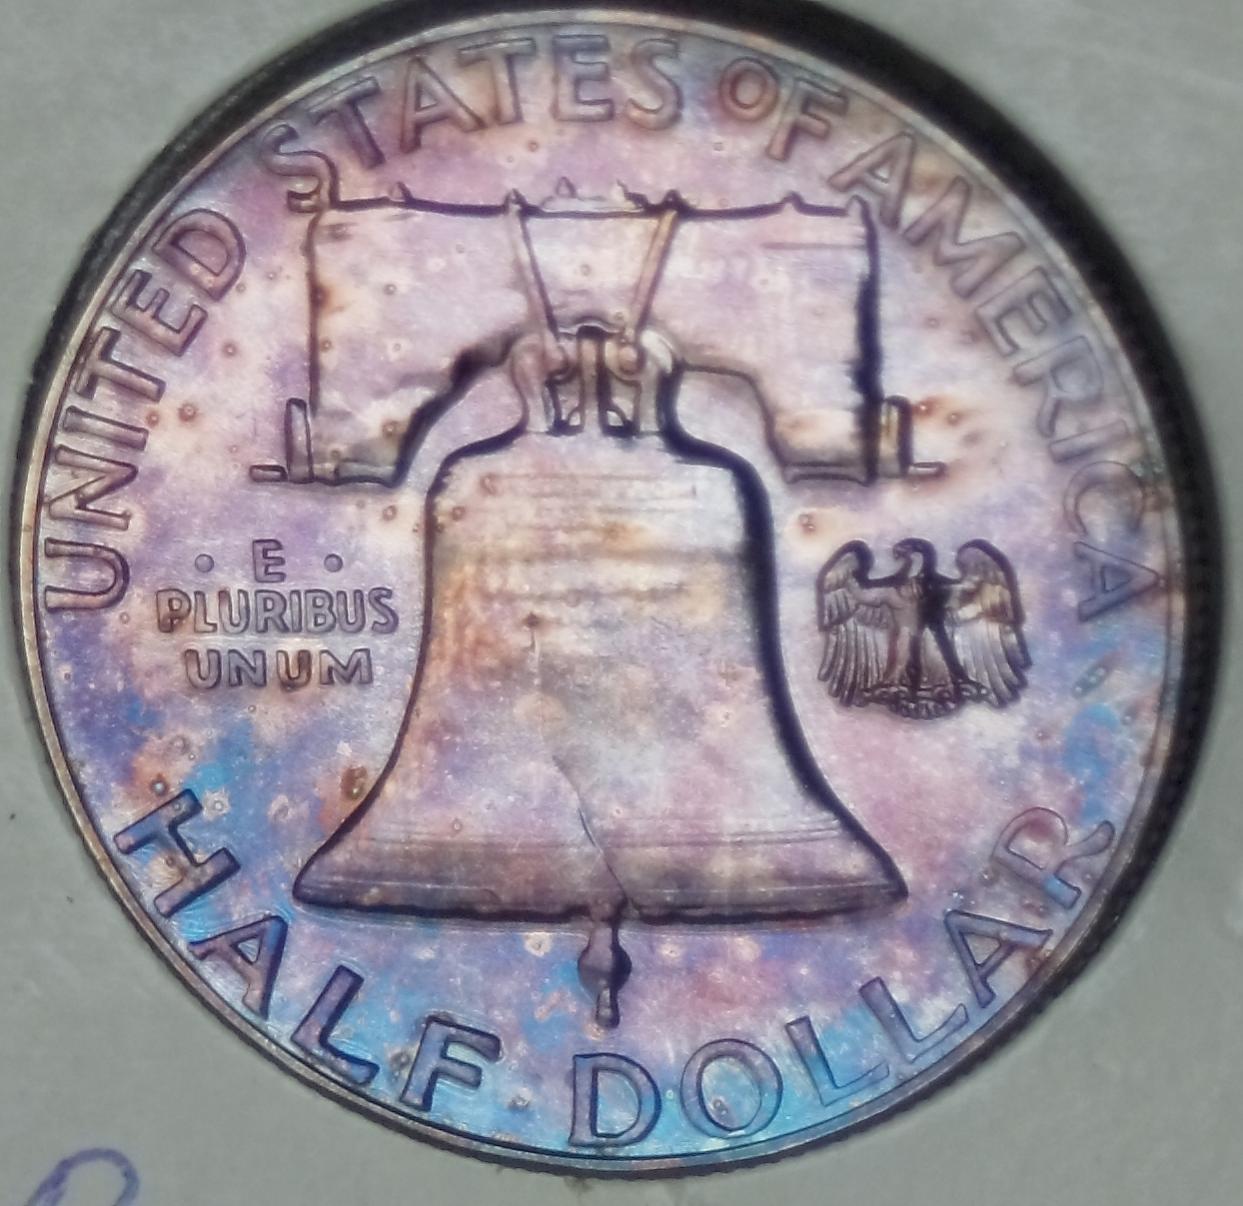 UNITED STATES OF AMERICA
· E ·
PLURIBUS
UNUM
HALF DOLLAR